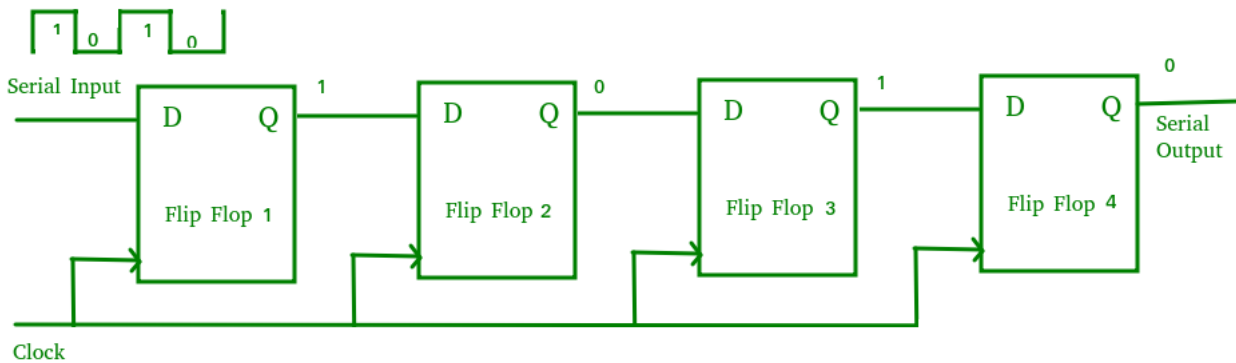 1 0 1 0
Serial Input
1
0
1
0
D Q
D Q
D Q
D Q
Serial
Output
Flip Flop 1
Flip Flop 2
Flip Flop 3
Flip Flop 4
Clock